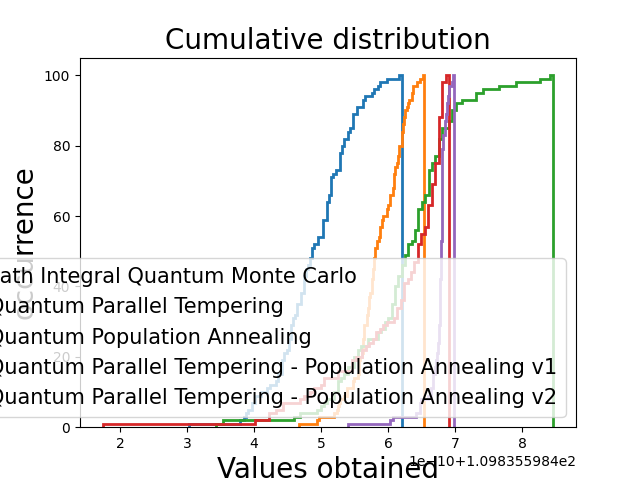 Cumulative distribution
100
80
60
40
20
0
occurrence
ath Integral Quantum Monte Carlo
Quantum Parallel Tempering
Quantum Population Annealing
Quantum Parallel Tempering - Population Annealing v1
Quantum Parallel Tempering - Population Annealing v2
2 3 4 5 6 7 8
1e-10+1.098355984e2
Values obtained